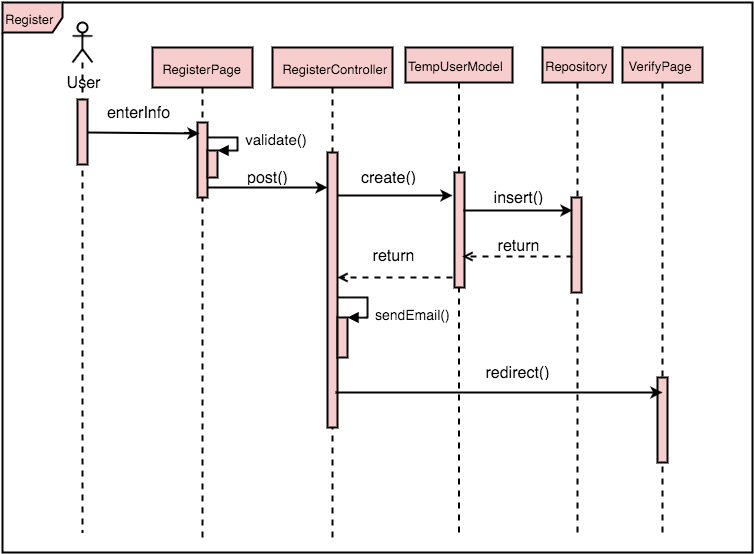 Register
User
RegisterPage
RegisterController
TempUserModel
Repository
VerifyPage
enterInfo
validate()
post()
create()
insert()
return
return
sendEmail()
redirect()